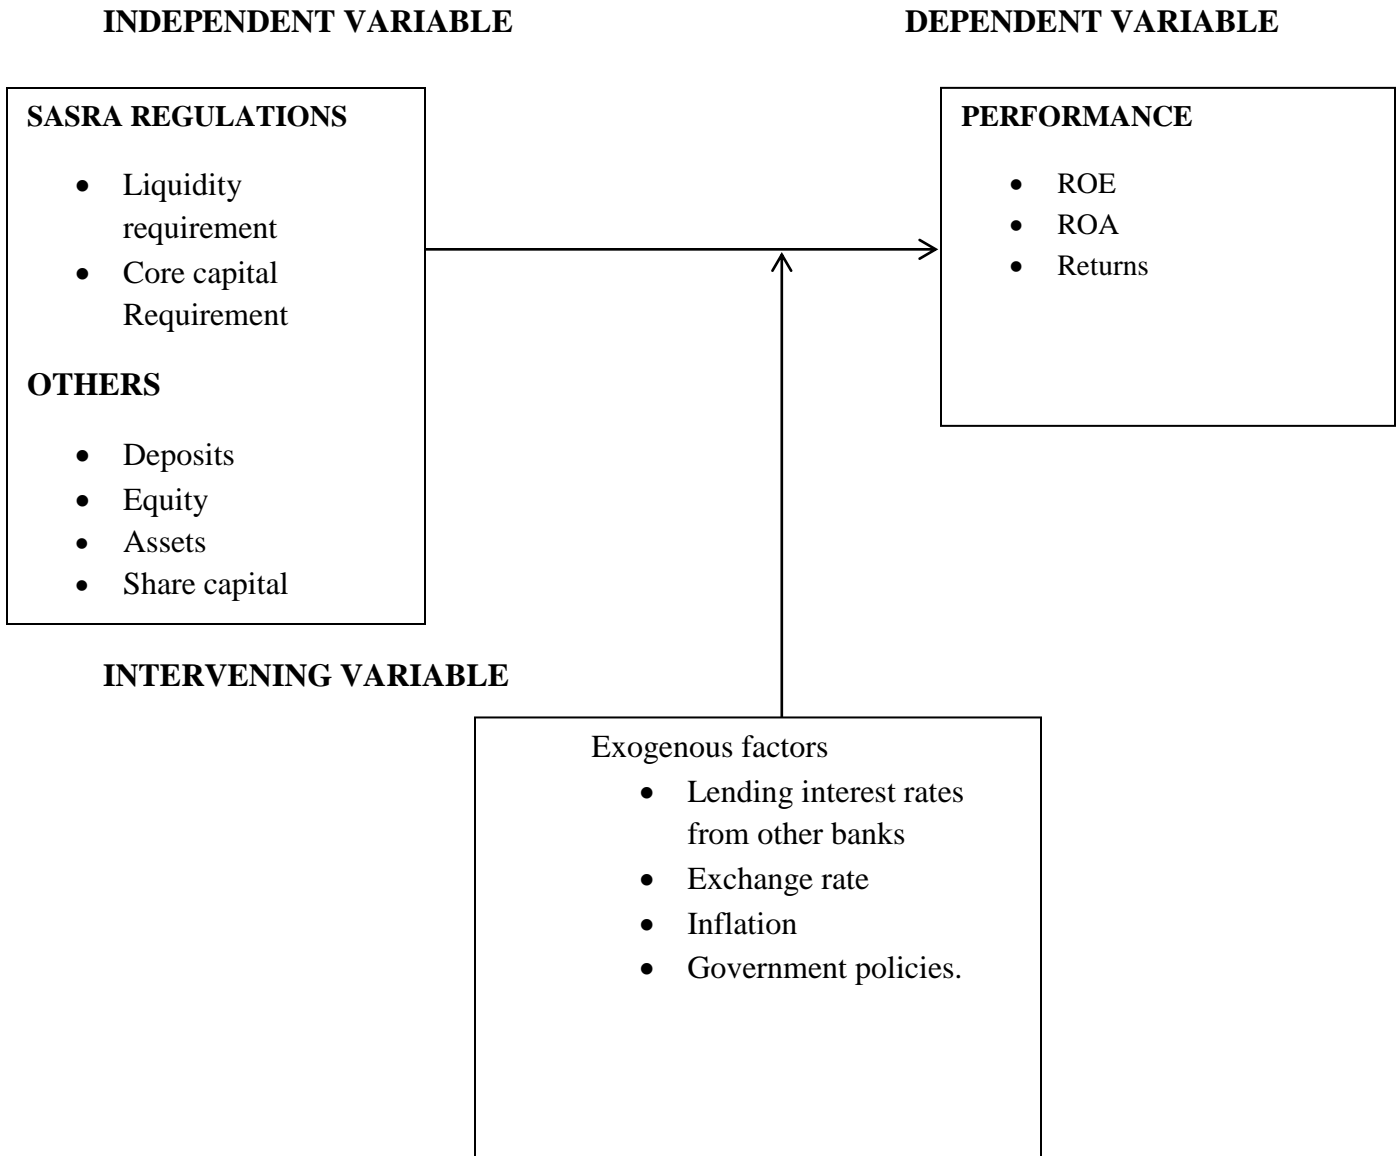 INDEPENDENT VARIABLE
DEPENDENT VARIABLE
SASRA REGULATIONS
• Liquidity
requirement
• Core capital
Requirement
OTHERS
• Deposits
• Equity
• Assets
• Share capital
PERFORMANCE
• ROE
• ROA
• Returns
INTERVENING VARIABLE
Exogenous factors
• Lending interest rates
from other banks
• Exchange rate
• Inflation
• Government policies.